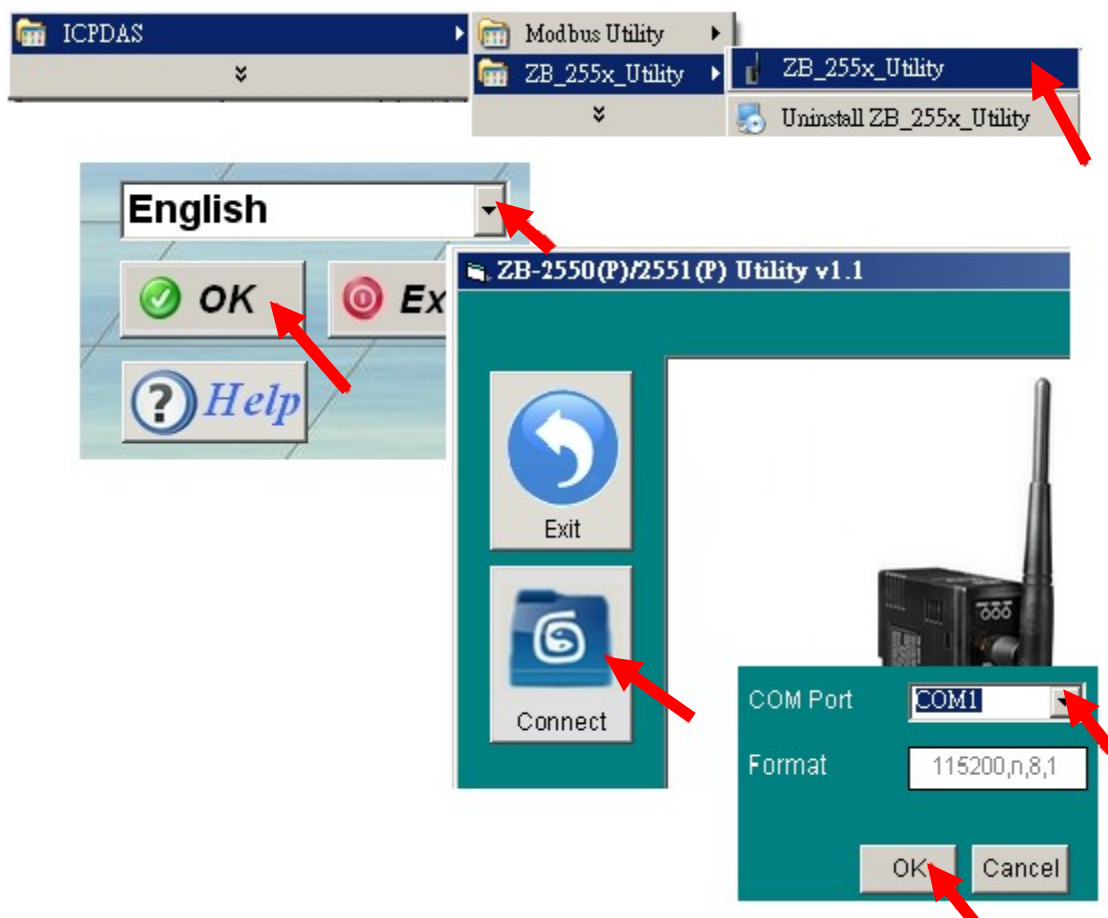 ICPDAS
Modbus Utility
ZB_255x_Utility
ZB_255x_Utility
Uninstall ZB_255x_Utility
English
OK
Ex
Help
ZB-2550(P)/2551(P) Utility v1.1
Exit
Connect
COM Port
COM1
Format
115200,n,8,1
OK
Cancel